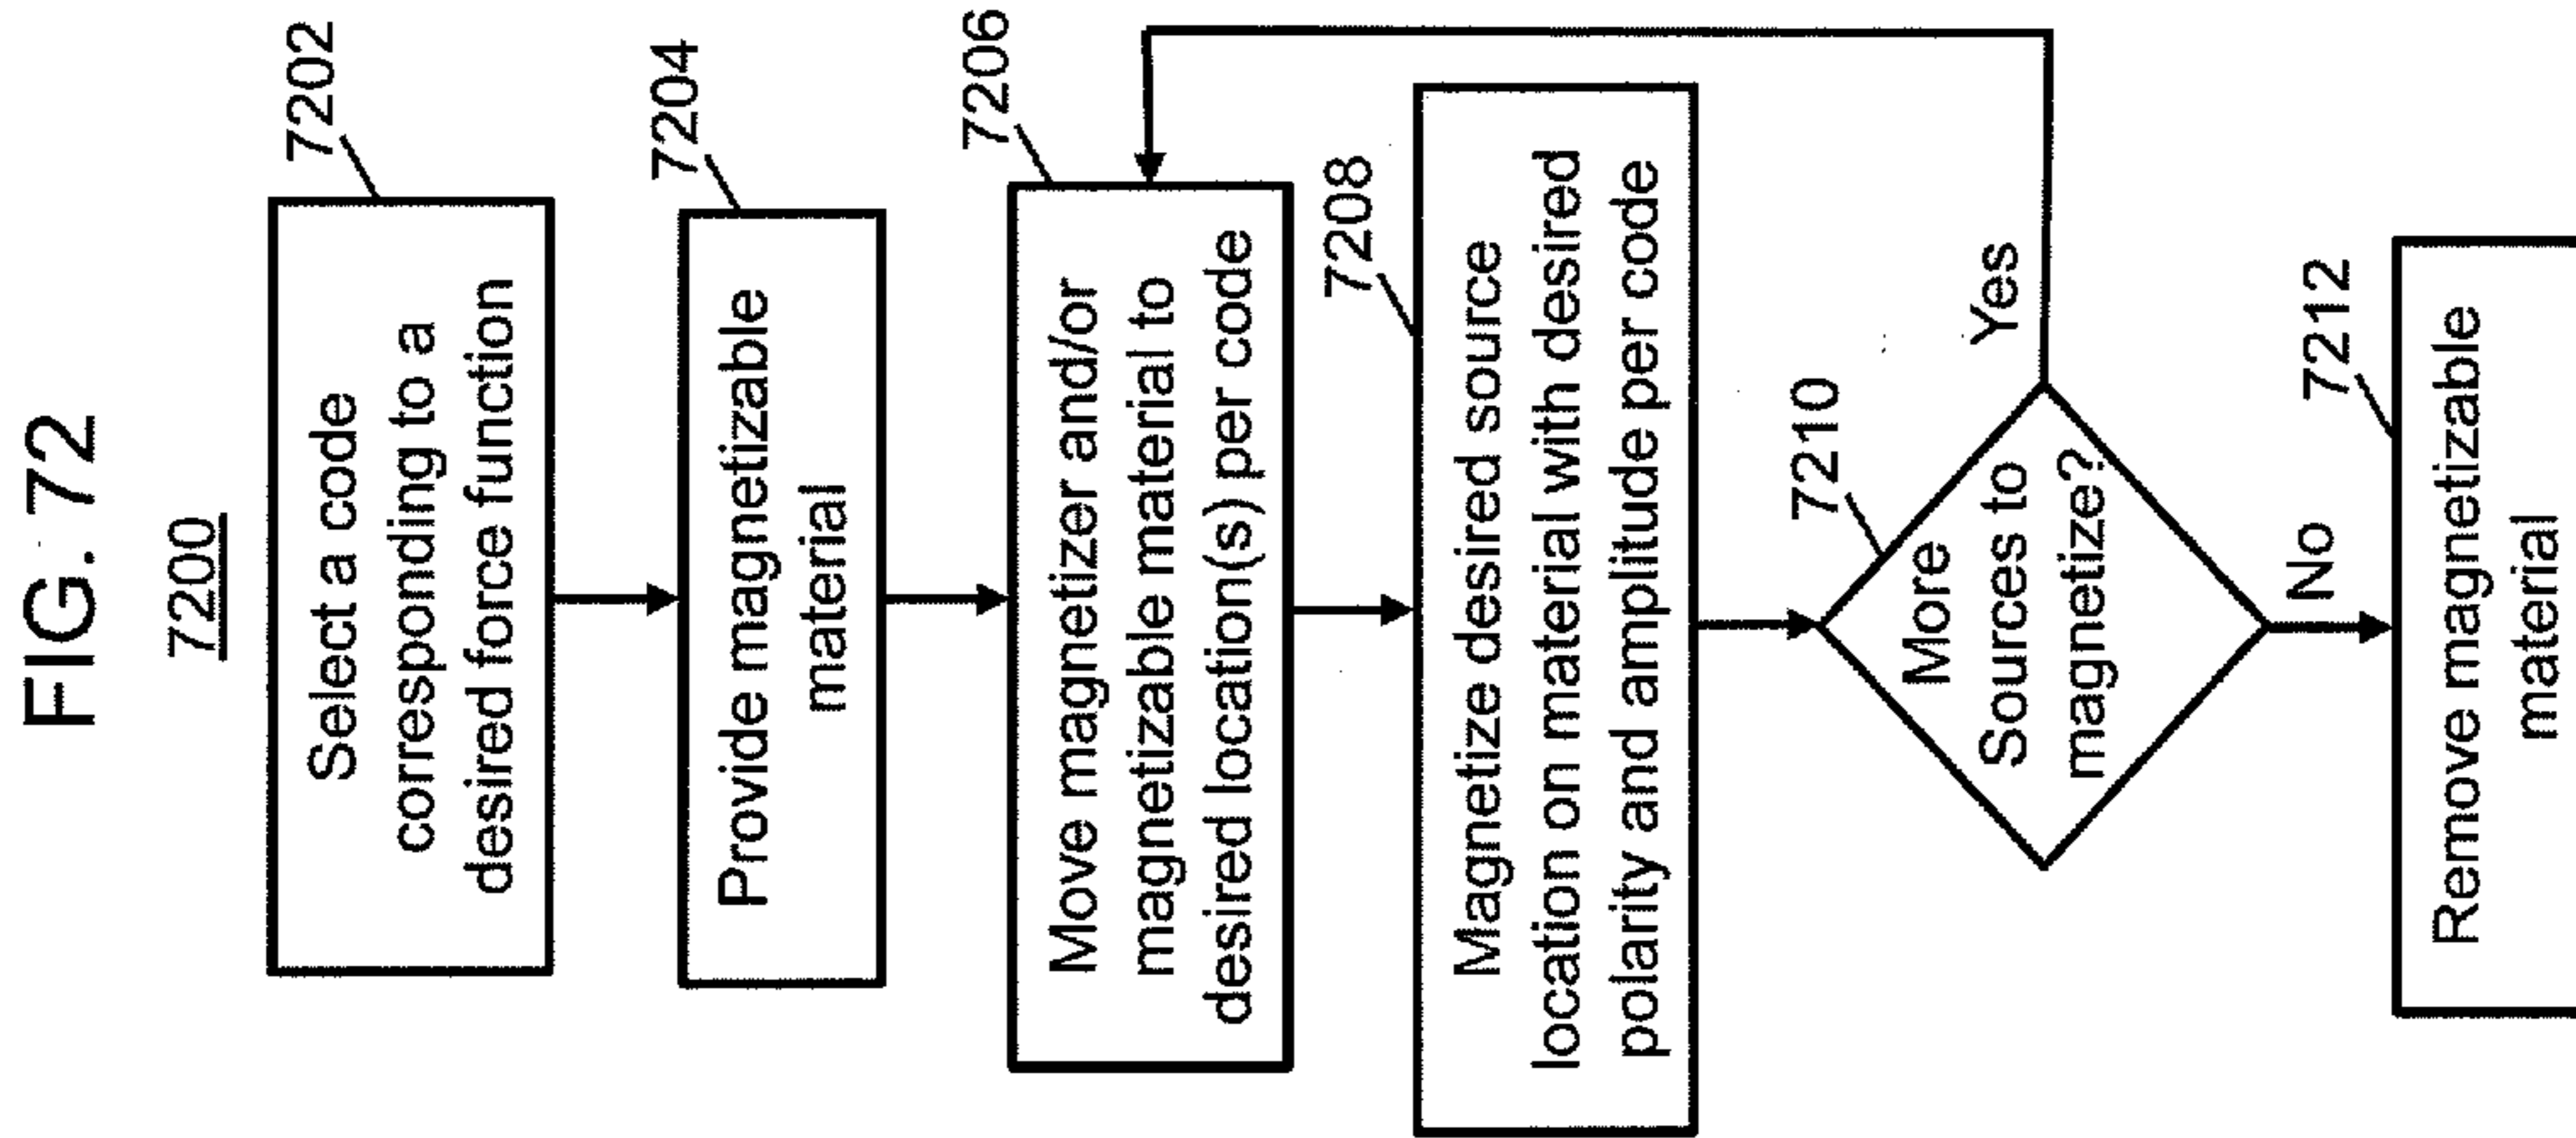 FIG. 72
7200
7202
Select a code
corresponding to a
desired force function
7204
Provide magnetizable
material
7206
Move magnetizer and/or
magnetizable material to
desired location(s) per code
7208
Magnetize desired source
location on material with desired
polarity and amplitude per code
7210
More
Sources to
magnetize?
Yes
No
7212
Remove magnetizable
material